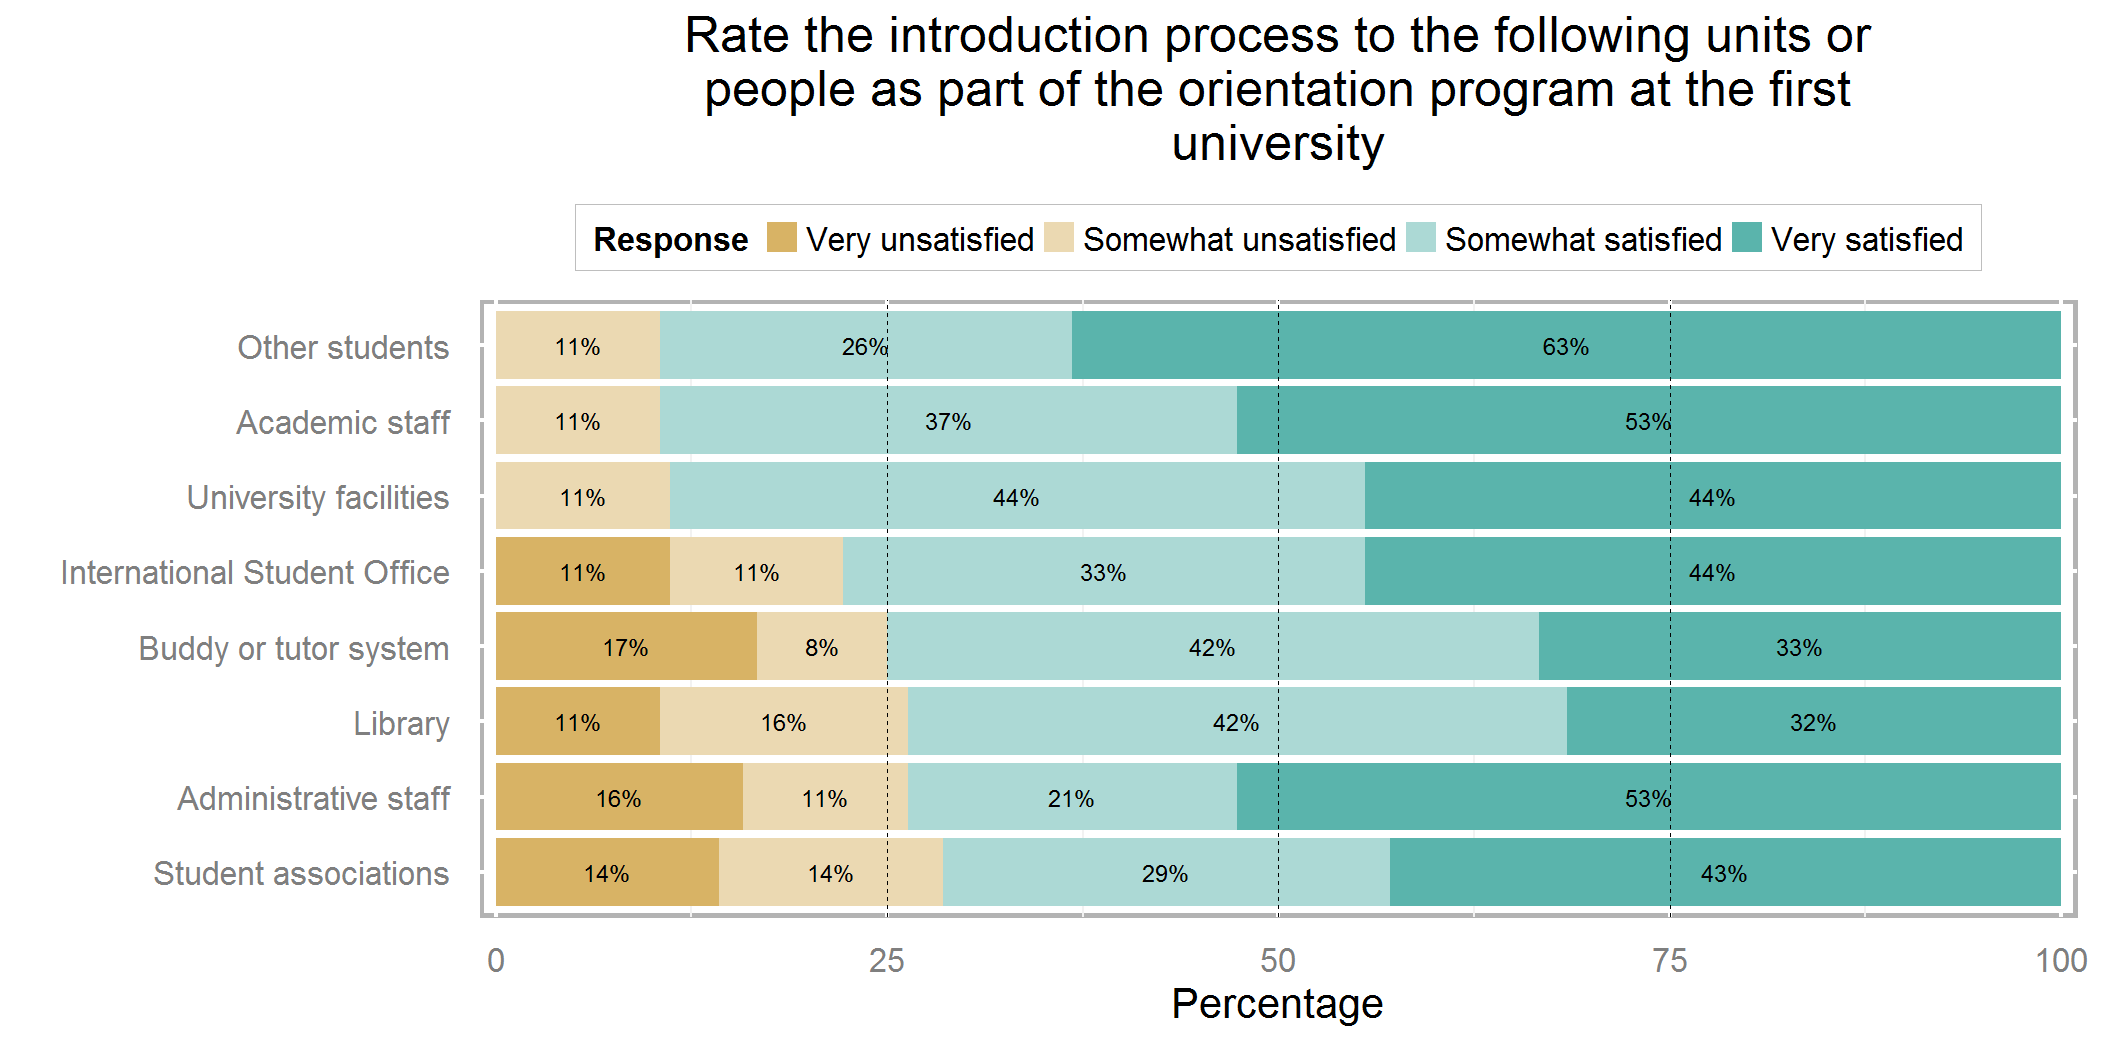 Rate the introduction process to the following units or
people as part of the orientation program at the first
university
Response Very unsatisfied Somewhat unsatisfied Somewhat satisfied Very satisfied
Other students 11% 26% 63%
Academic staff 11% 37% 53%
University facilities 11% 44% 44%
International Student Office 11% 11% 33% 44%
Buddy or tutor system 17% 8% 42% 33%
Library 11% 16% 42% 32%
Administrative staff 16% 11% 21% 53%
Student associations 14% 14% 29% 43%
0 25 50 75 100
Percentage